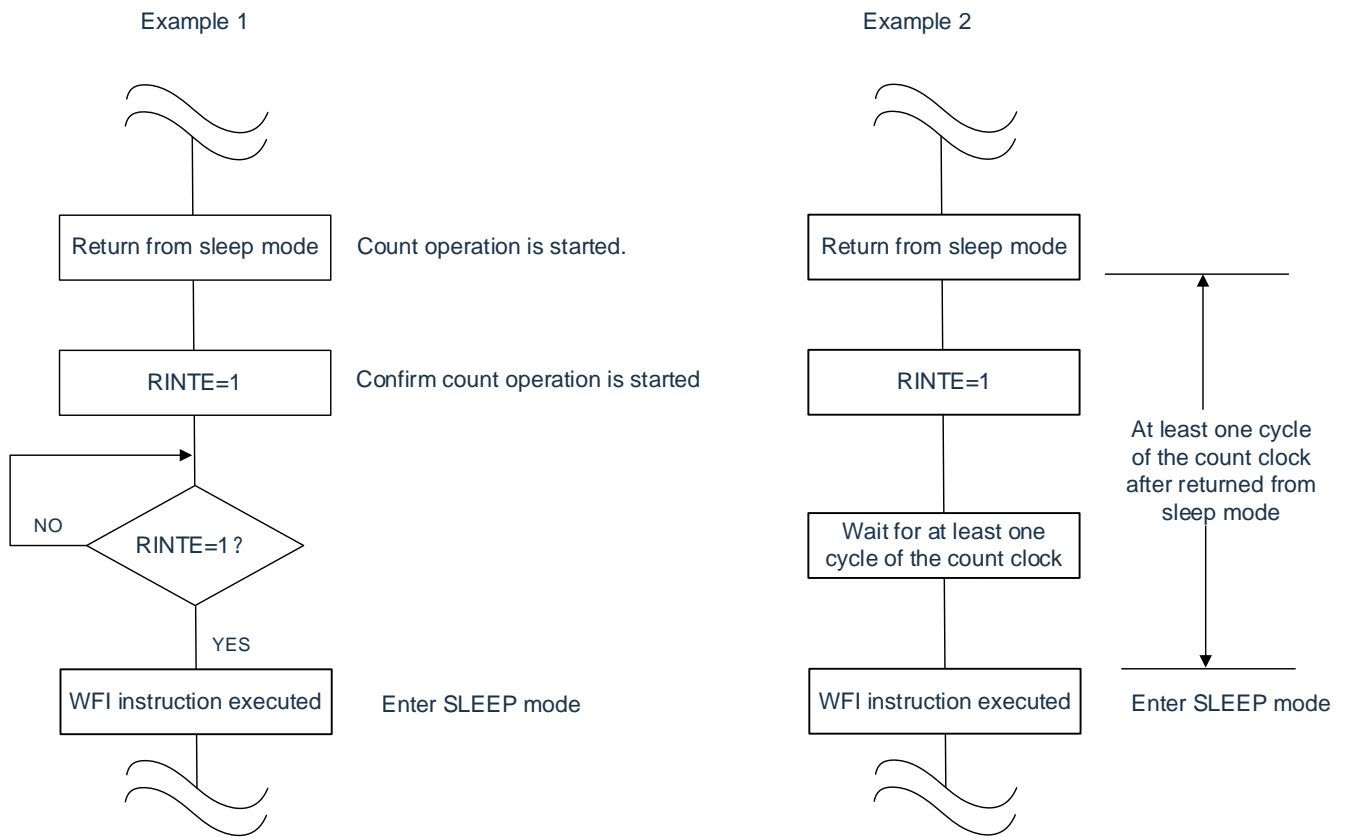 Example 1
Return from sleep mode
Count operation is started.
RINTE=1
Confirm count operation is started
NO
RINTE=1?
YES
WFI instruction executed
Enter SLEEP mode
Example 2
Return from sleep mode
RINTE=1
At least one cycle
of the count clock
after returned from
sleep mode
Wait for at least one
cycle of the count clock
WFI instruction executed
Enter SLEEP mode